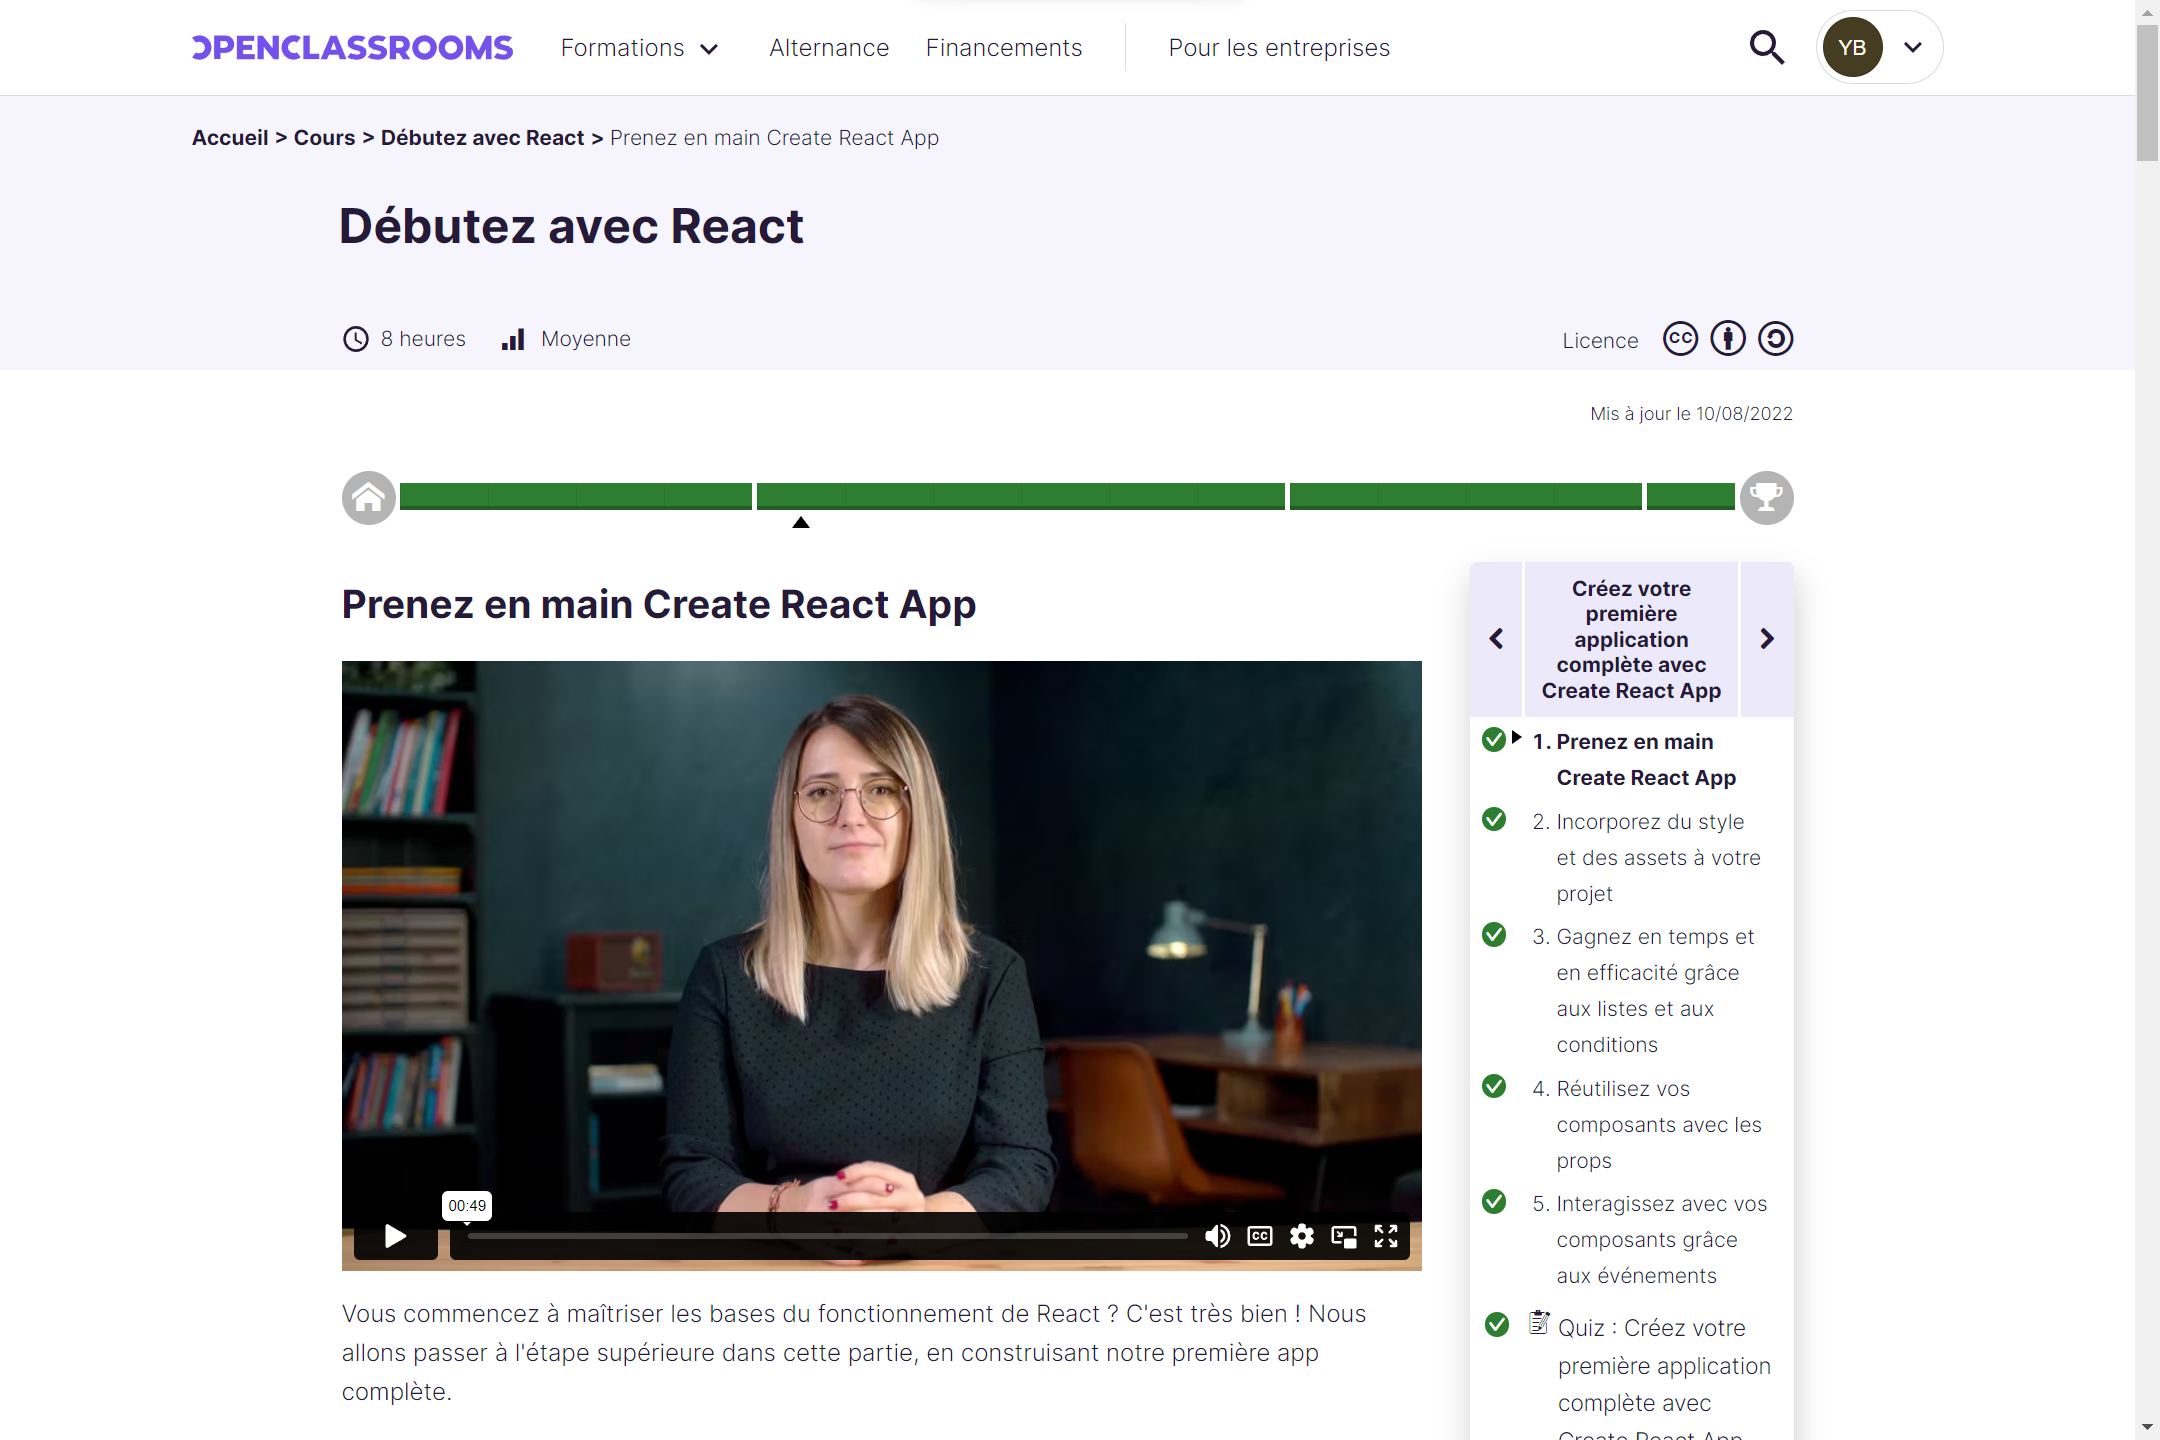 OPENCLASSROOMS Formations Alternance Financements Pour les entreprises YB
Accueil > Cours > Débutez avec React > Prenez en main Create React App
Débutez avec React
8 heures Moyenne Licence
Mis à jour le 10/08/2022
Prenez en main Create React App
00:49
CC
Vous commencez à maîtriser les bases du fonctionnement de React ? C'est très bien ! Nous
allons passer à l'étape supérieure dans cette partie, en construisant notre première app
complète.
Créez votre
première
application
complète avec
Create React App
1. Prenez en main
Create React App
2. Incorporez du style
et des assets à votre
projet
3. Gagnez en temps et
en efficacité grâce
aux listes et aux
conditions
4. Réutilisez vos
composants avec les
props
5. Interagissez avec vos
composants grâce
aux événements
Quiz : Créez votre
première application
complète avec
Create React App